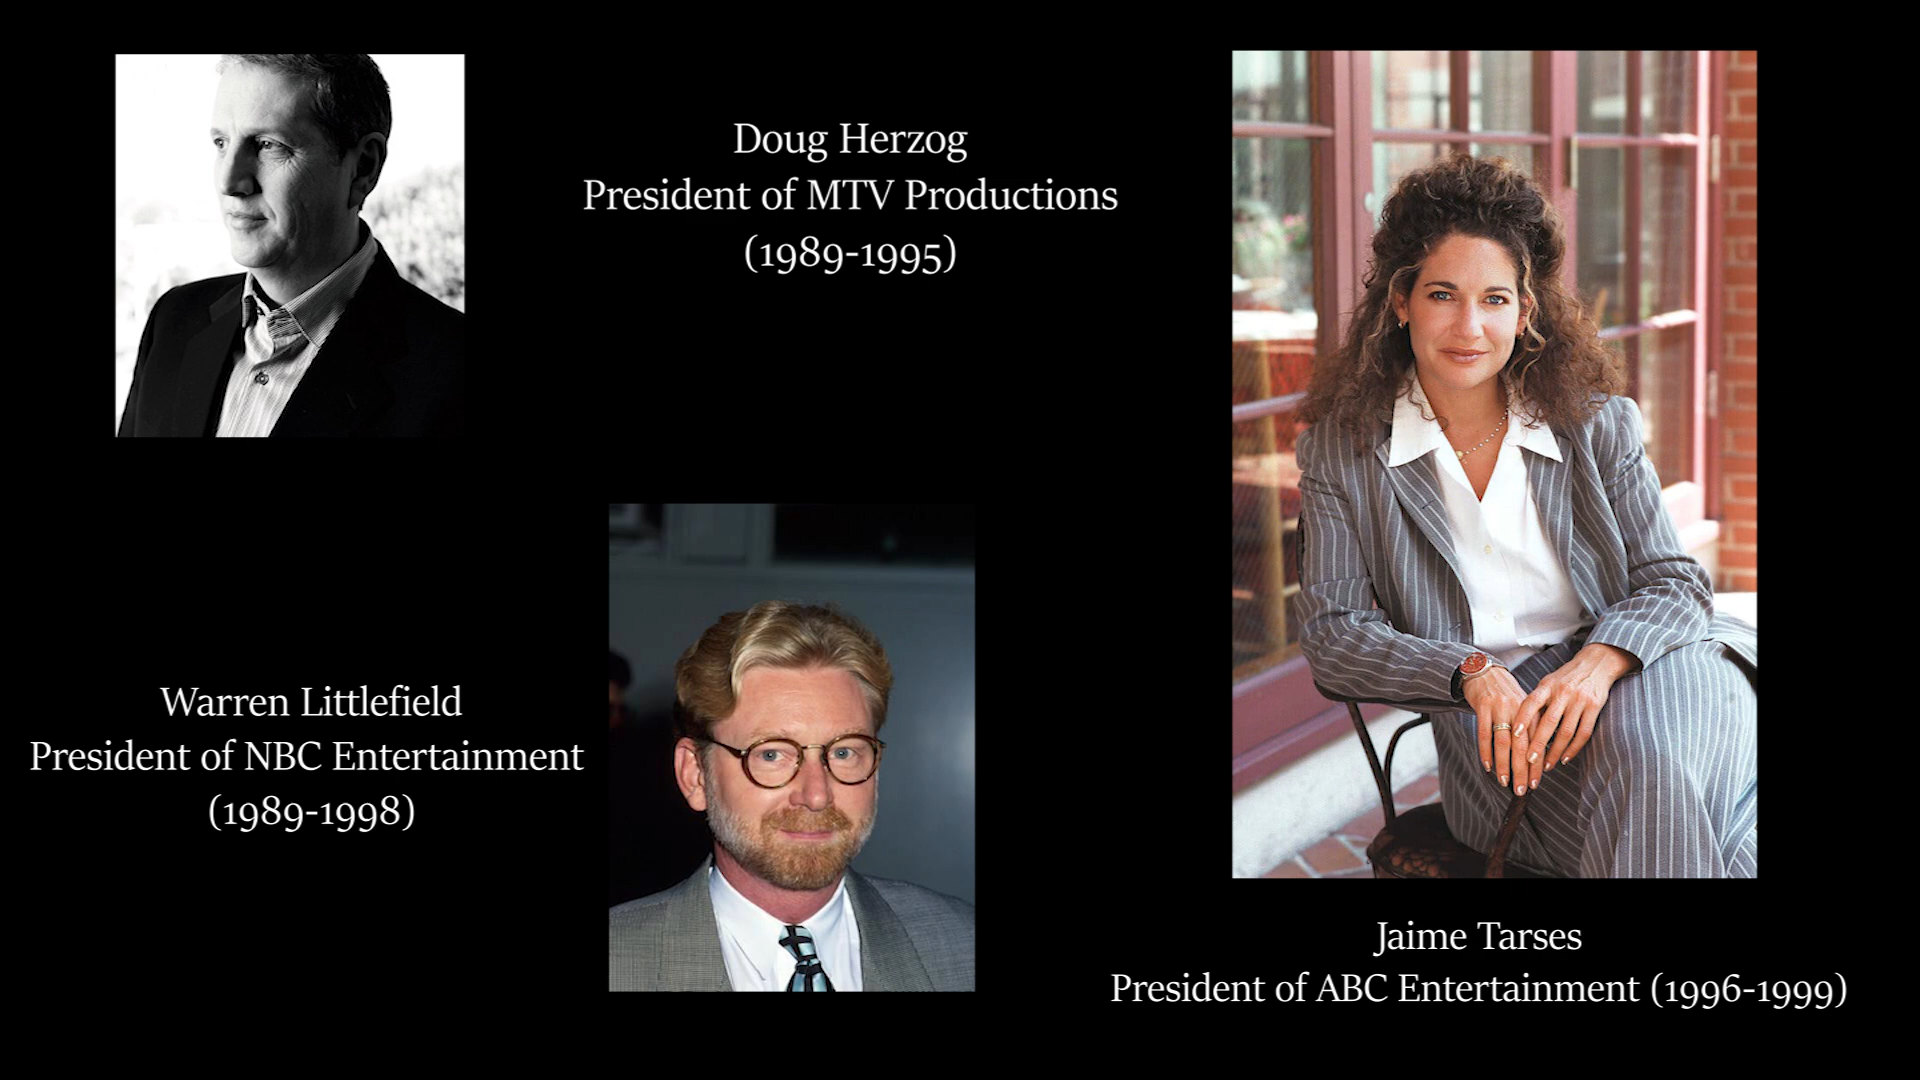 Doug Herzog
President of MTV Productions
(1989-1995)
Warren Littlefield
President of NBC Entertainment
(1989-1998)
Jaime Tarses
President of ABC Entertainment (1996-1999)